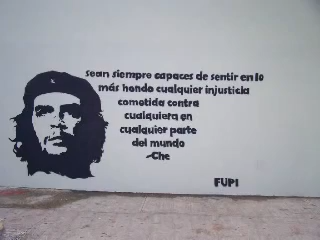 sean siempre capaces de sentir en lo
más hondo cualquier injusticia
cometida contra
cualquiera en
cualquier parte
del mundo
-Che
FUPI